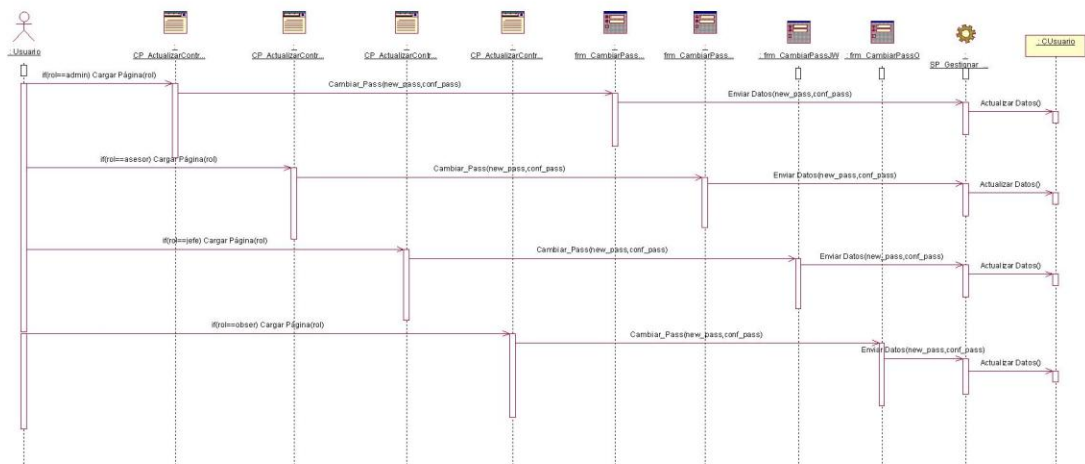 : Usuario
CP_ActualizarContr...
CP_ActualizarContr...
CP_ActualizarContr...
CP_ActualizarContr...
frm_CambiarPass...
frm_CambiarPass...
: frm_CambiarPassJW
: frm_CambiarPassO
SP_Gestionar ...
: CUsuario
if(rol==admin) Cargar Página(rol)
Cambiar_Pass(new_pass,conf_pass)
Enviar Datos(new_pass,conf_pass)
Actualizar Datos()
if(rol==asesor) Cargar Página(rol)
Cambiar_Pass(new_pass,conf_pass)
Enviar Datos(new_pass,conf_pass)
Actualizar Datos()
if(rol==jefe) Cargar Página(rol)
Cambiar_Pass(new_pass,conf_pass)
Enviar Datos(new_pass,conf_pass)
Actualizar Datos()
if(rol==obser) Cargar Página(rol)
Cambiar_Pass(new_pass,conf_pass)
Enviar Datos(new_pass,conf_pass)
Actualizar Datos()